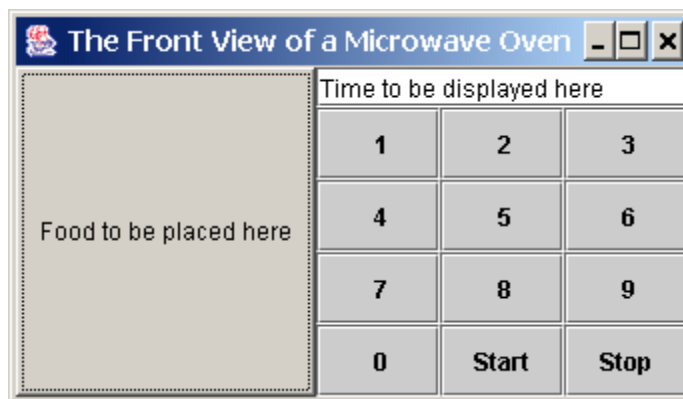 The Front View of a Microwave Oven
Time to be displayed here
1 2 3
Food to be placed here
4 5 6
7 8 9
0 Start Stop